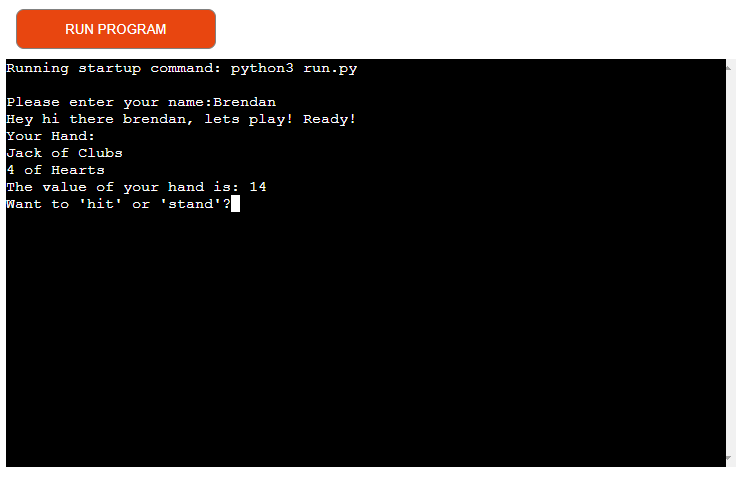 RUN PROGRAM
Running startup command: python3 run.py
Please enter your name:Brendan
Hey hi there brendan, lets play! Ready!
Your Hand:
Jack of Clubs
4 of Hearts
The value of your hand is: 14
Want to 'hit' or 'stand'?